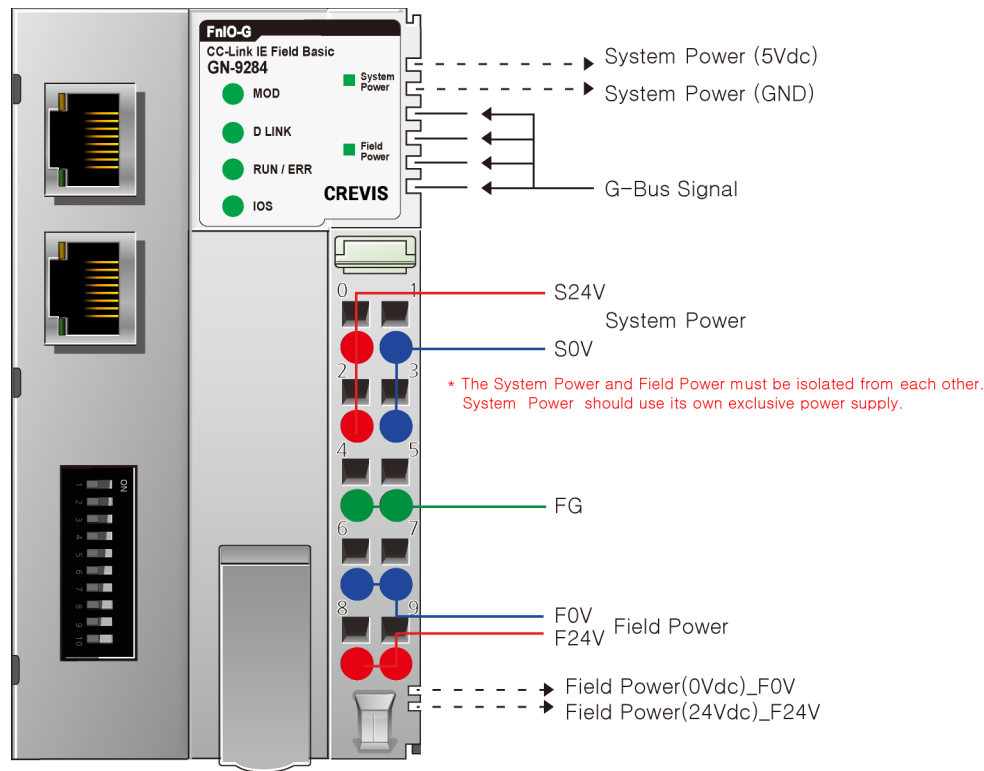 FnIO-G
CC-Link IE Field Basic
GN-9284
System
Power
MOD
D LINK
Field
Power
RUN / ERR
IOS
CREVIS
System Power (5Vdc)
System Power (GND)
G-Bus Signal
0 1
S24V
System Power
S0V
2 3
* The System Power and Field Power must be isolated from each other.
System Power should use its own exclusive power supply.
4 5
FG
6 7
8 9
F0V
F24V
Field Power
Field Power(0Vdc)_F0V
Field Power(24Vdc)_F24V
ON
1
2
3
4
5
6
7
8
9
10